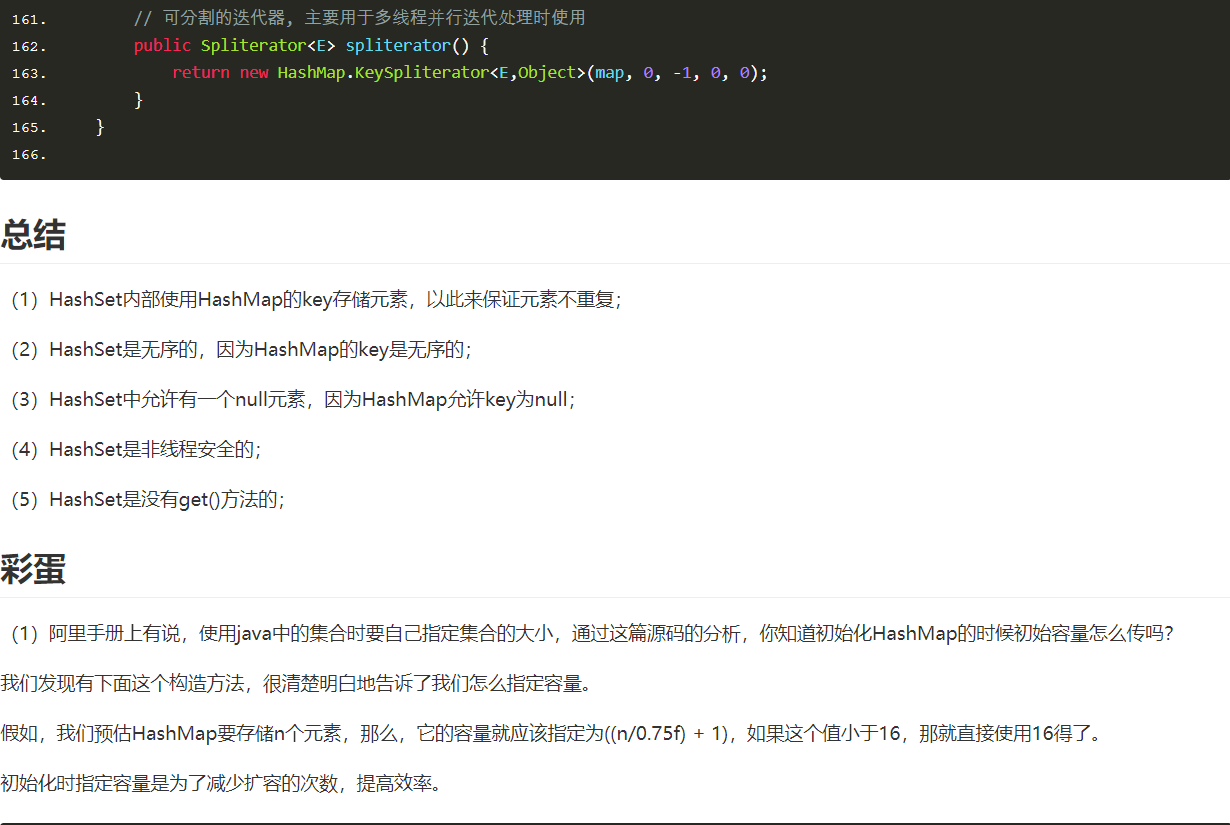 161. // 可分割的迭代器, 主要用于多线程并行迭代处理时使用
162. public Spliterator<E> spliterator() {
163. return new HashMap.KeySpliterator<E,Object>(map, 0, -1, 0, 0);
164. }
165. }
166.
总结
（1）HashSet内部使用HashMap的key存储元素，以此来保证元素不重复；
（2）HashSet是无序的，因为HashMap的key是无序的；
（3）HashSet中允许有一个null元素，因为HashMap允许key为null；
（4）HashSet是非线程安全的；
（5）HashSet是没有get()方法的；
彩蛋
（1）阿里手册上有说，使用java中的集合时要自己指定集合的大小，通过这篇源码的分析，你知道初始化HashMap的时候初始容量怎么传吗？
我们发现有下面这个构造方法，很清楚明白地告诉了我们怎么指定容量。
假如，我们预估HashMap要存储n个元素，那么，它的容量就应该指定为((n/0.75f) + 1)，如果这个值小于16，那就直接使用16得了。
初始化时指定容量是为了减少扩容的次数，提高效率。